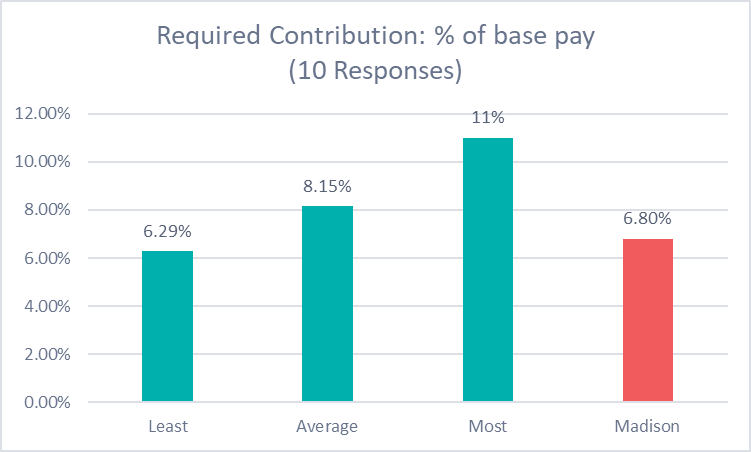 Required Contribution: % of base pay
(10 Responses)
12.00%
10.00%
8.00%
6.00%
4.00%
2.00%
0.00%
6.29%
8.15%
11%
6.80%
Least
Average
Most
Madison